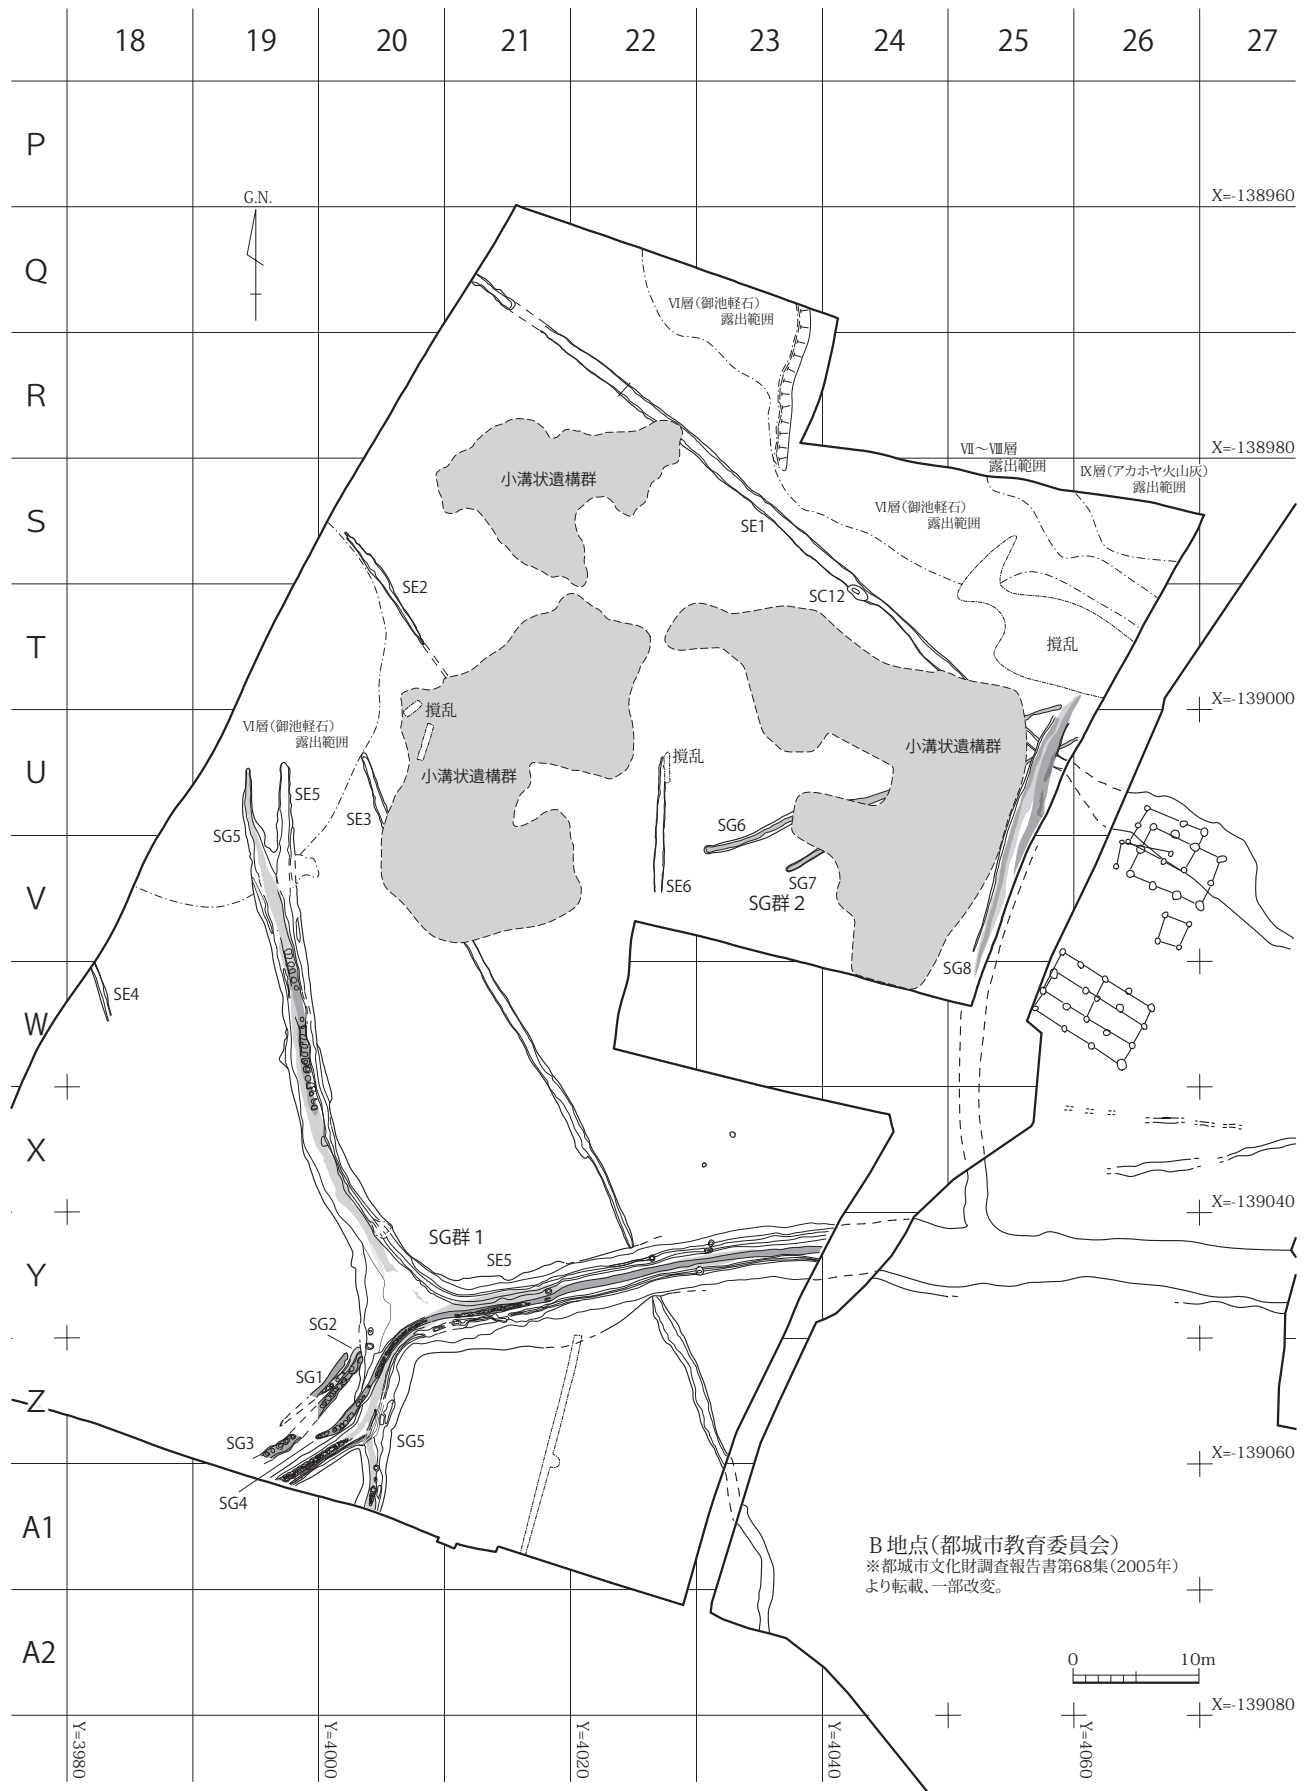 18 19 20 21 22 23 24 25 26 27
P
X=-138960
G.N.
Q
Ⅵ層(御池軽石)
露出範囲
R
Ⅶ～Ⅷ層
露出範囲
X=-138980
Ⅸ層(アカホヤ火山灰)
露出範囲
小溝状遺構群
Ⅵ層(御池軽石)
露出範囲
S
SE1
SE2
SC12
T
撹乱
X=-139000
撹乱
Ⅵ層(御池軽石)
露出範囲
小溝状遺構群
撹乱
小溝状遺構群
U
SE5
SE3
SG5
SG6
SG7
SE6
V
SG群２
SG8
SE4
W
X
X=-139040
SG群１
SE5
Y
SG2
SG1
Z
SG3
SG5
X=-139060
SG4
A1
B地点(都城市教育委員会)
※都城市文化財調査報告書第68集(2005年)
より転載、一部改変。
A2
0 10m
X=-139080
Y=3980
Y=4000
Y=4020
Y=4040
Y=4060